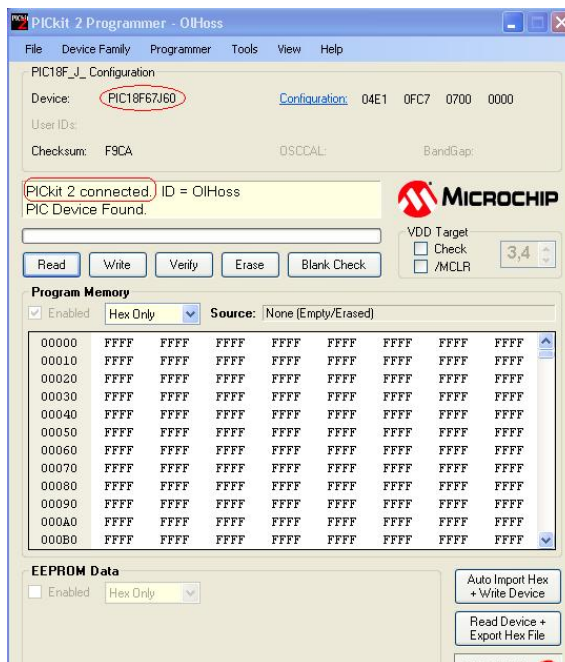 PICkit 2 Programmer - OlHoss
File Device Family Programmer Tools View Help
PIC18F_J_ Configuration
Device: PIC18F67J60 Configuration: 04E1 0FC7 0700 0000
User IDs:
Checksum: F9CA OSCCAL: BandGap:
PICkit 2 connected. ID = OlHoss
PIC Device Found.
MICROCHIP
VDD Target
Check
/MCLR
3,4
Read Write Verify Erase Blank Check
Program Memory
Enabled Hex Only Source: None (Empty/Erased)
00000 FFFF FFFF FFFF FFFF FFFF FFFF FFFF FFFF
00010 FFFF FFFF FFFF FFFF FFFF FFFF FFFF FFFF
00020 FFFF FFFF FFFF FFFF FFFF FFFF FFFF FFFF
00030 FFFF FFFF FFFF FFFF FFFF FFFF FFFF FFFF
00040 FFFF FFFF FFFF FFFF FFFF FFFF FFFF FFFF
00050 FFFF FFFF FFFF FFFF FFFF FFFF FFFF FFFF
00060 FFFF FFFF FFFF FFFF FFFF FFFF FFFF FFFF
00070 FFFF FFFF FFFF FFFF FFFF FFFF FFFF FFFF
00080 FFFF FFFF FFFF FFFF FFFF FFFF FFFF FFFF
00090 FFFF FFFF FFFF FFFF FFFF FFFF FFFF FFFF
000A0 FFFF FFFF FFFF FFFF FFFF FFFF FFFF FFFF
000B0 FFFF FFFF FFFF FFFF FFFF FFFF FFFF FFFF
EEPROM Data
Enabled Hex Only
Auto Import Hex
+ Write Device
Read Device +
Export Hex File